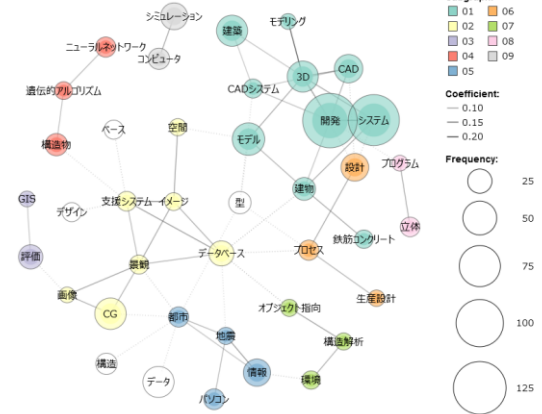 シミュレーション
モデリング
建築
ニューラルネットワーク
コンピュータ
3D
CAD
遺伝的アルゴリズム
CADシステム
開発
システム
ベース
空間
モデル
構造物
設計
プログラム
建物
GIS
支援システム
イメージ
型
デザイン
立体
鉄筋コンクリート
評価
景観
データベース
プロセス
画像
生産設計
CG
都市
オブジェクト指向
地震
構造解析
構造
データ
情報
環境
パソコン
01 06
02 07
03 08
04 09
05
Coefficient:
0.10
0.15
0.20
Frequency:
25
50
75
100
125